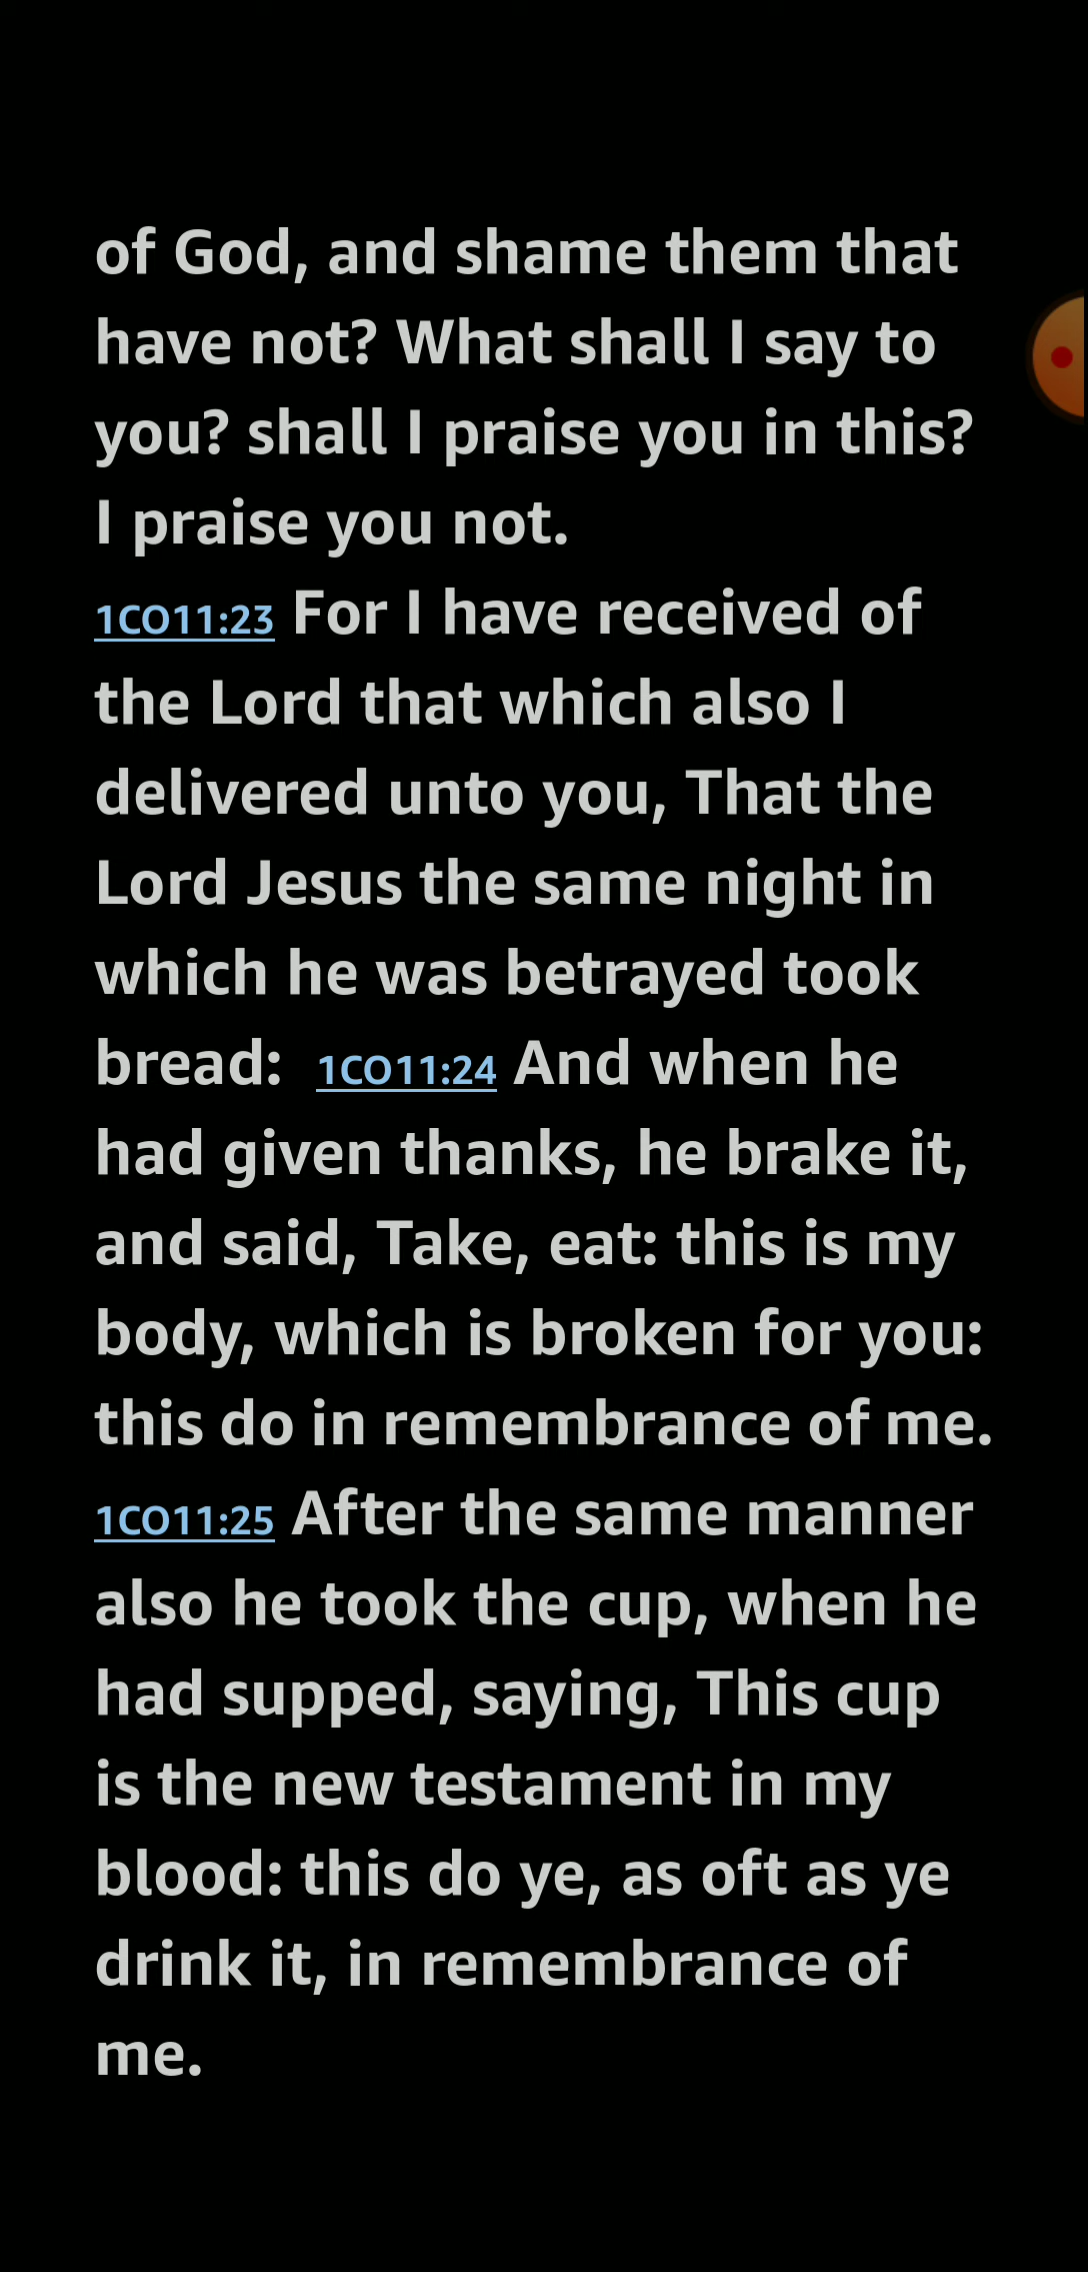 of God, and shame them that
have not? What shall I say to
you? shall I praise you in this?
I praise you not.
1CO11:23 For I have received of
the Lord that which also I
delivered unto you, That the
Lord Jesus the same night in
which he was betrayed took
bread: 1CO11:24 And when he
had given thanks, he brake it,
and said, Take, eat: this is my
body, which is broken for you:
this do in remembrance of me.
1CO11:25 After the same manner
also he took the cup, when he
had supped, saying, This cup
is the new testament in my
blood: this do ye, as oft as ye
drink it, in remembrance of
me.